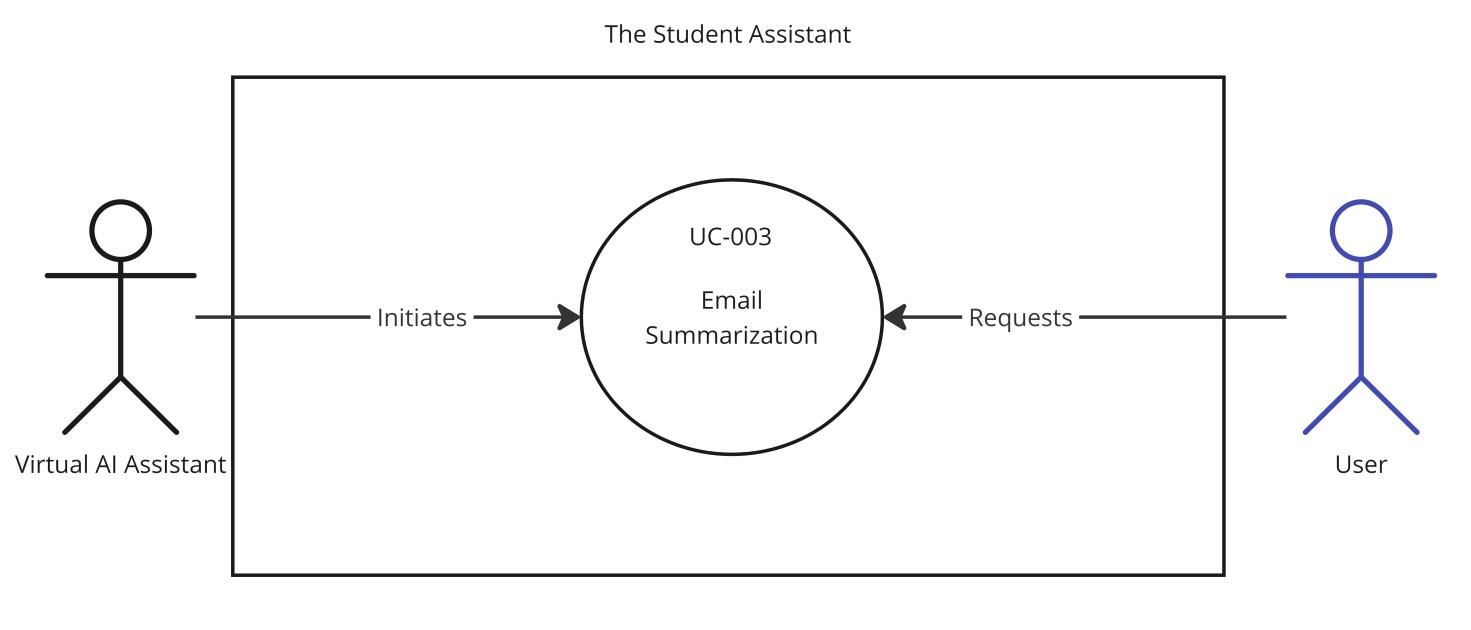 The Student Assistant
UC-003
Email
Summarization
Initiates
Requests
Virtual AI Assistant
User